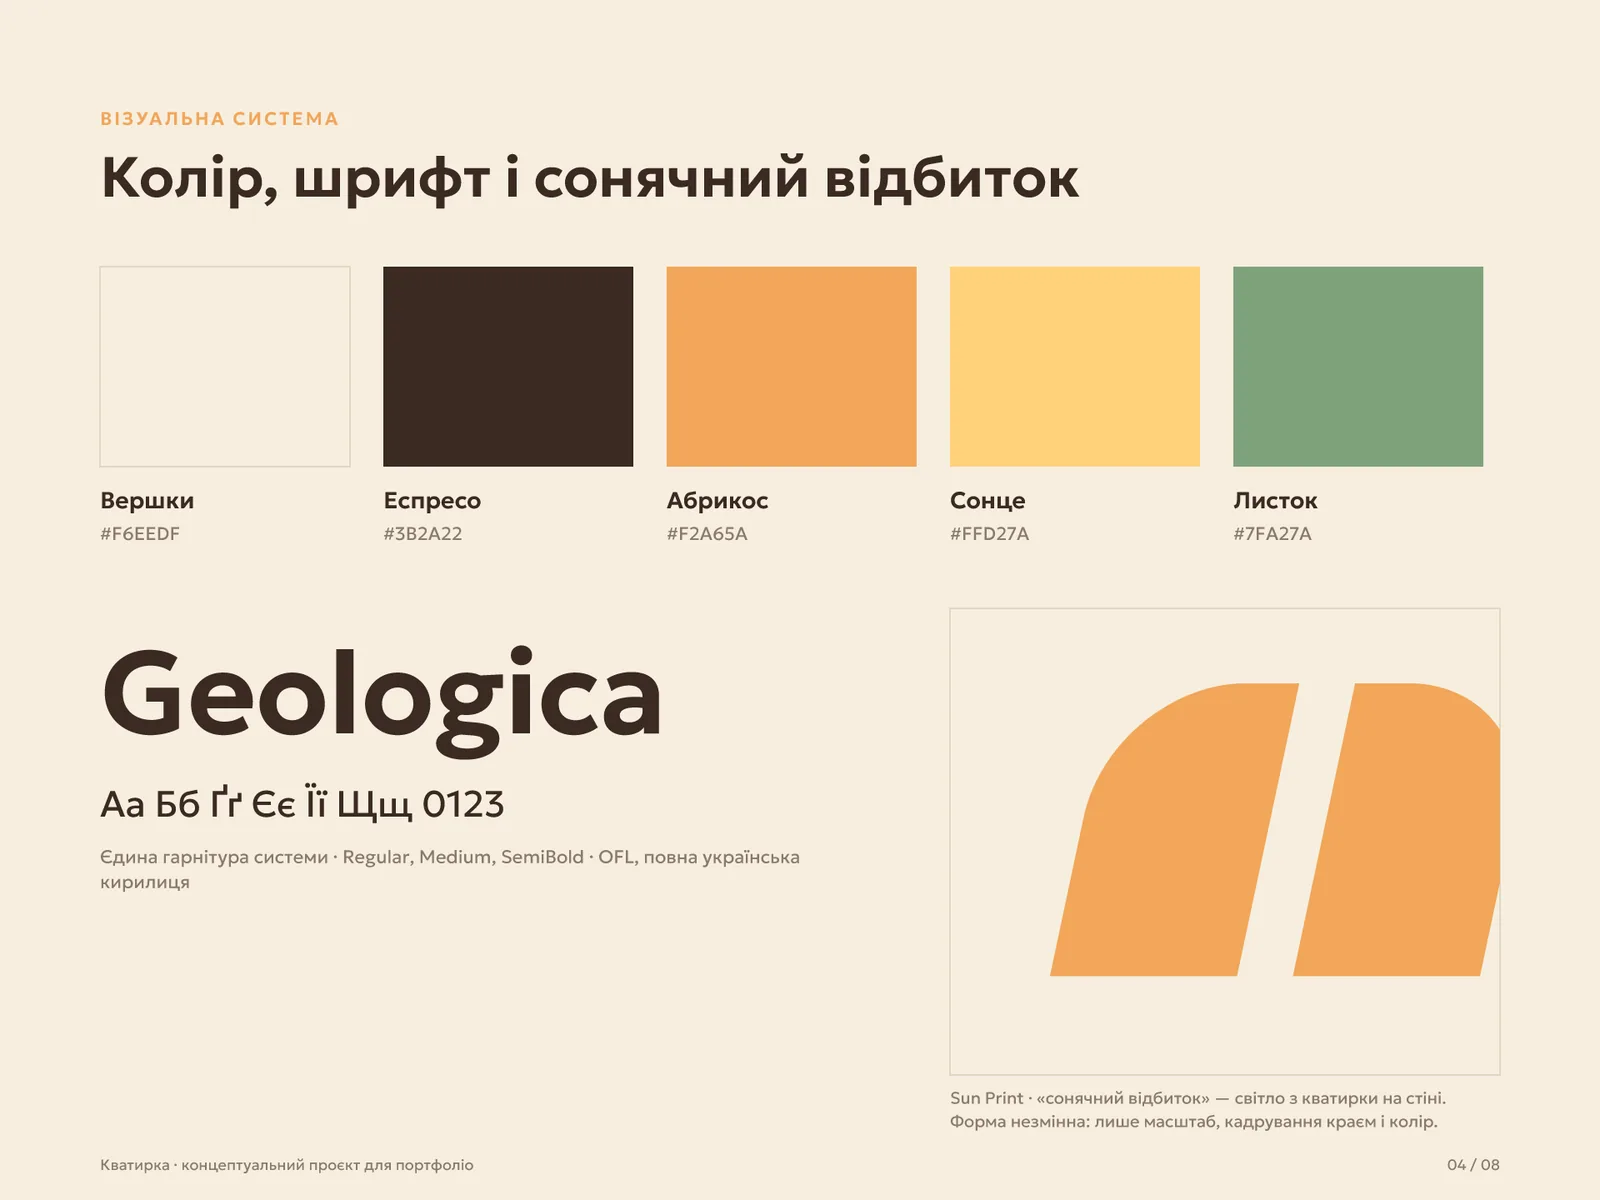 ВІЗУАЛЬНА СИСТЕМА
Колір, шрифт і сонячний відбиток
Вершки
#F6EEDF
Еспресо
#3B2A22
Абрикос
#F2A65A
Сонце
#FFD27A
Листок
#7FA27A
Geologica
Аа Бб Ґґ Єє Її Щщ 0123
Єдина гарнітура системи · Regular, Medium, SemiBold · OFL, повна українська
кирилиця
Sun Print · «сонячний відбиток» — світло з кватирки на стіні.
Форма незмінна: лише масштаб, кадрування краєм і колір.
Кватирка · концептуальний проєкт для портфоліо
04 / 08